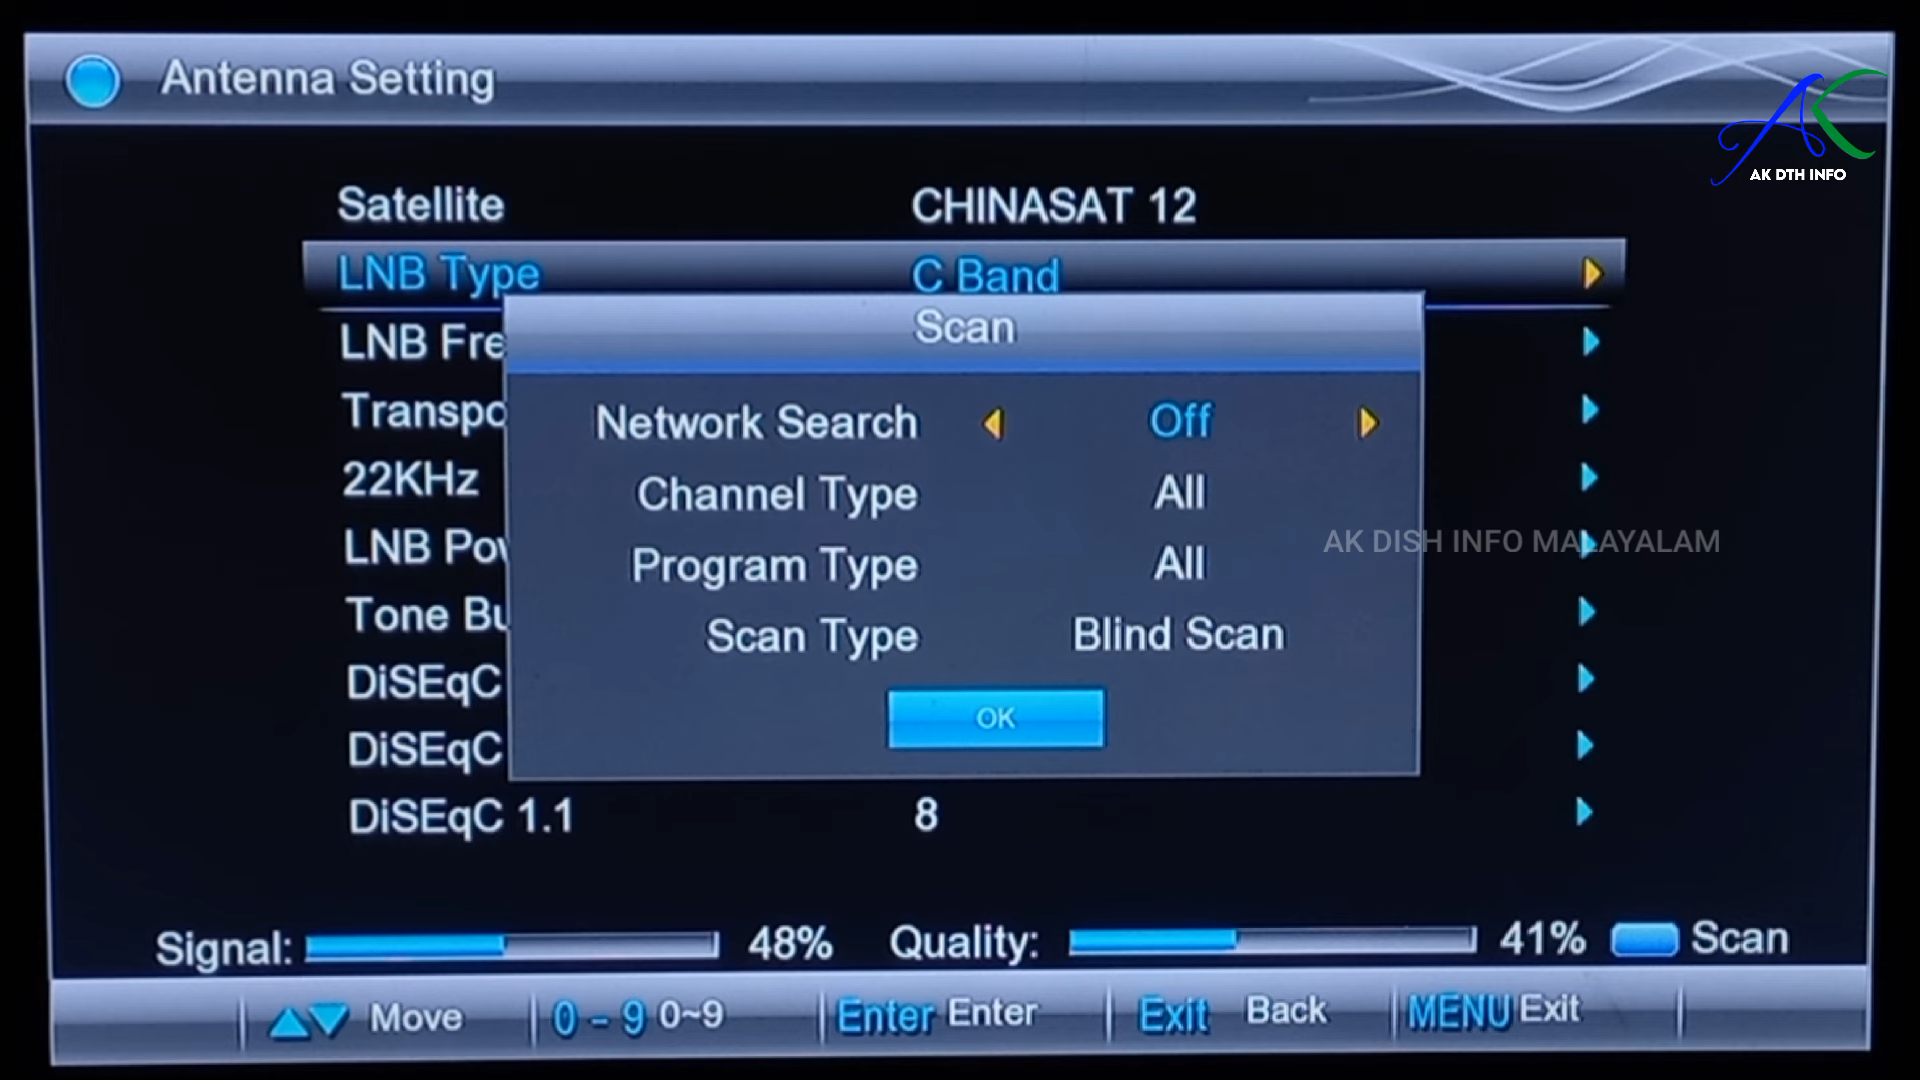 Antenna Setting
AK DTH INFO
Satellite CHINASAT 12
LNB Type C Band
LNB Fre
Scan
Transpo
Network Search Off
22KHz
Channel Type All
LNB Pow
Program Type All
AK DISH INFO MALAYALAM
Tone Bu
Scan Type Blind Scan
DiSEqC
OK
DiSEqC
DiSEqC 1.1 8
Signal: 48% Quality: 41% Scan
Move 0 - 9 0~9 Enter Enter Exit Back MENU Exit